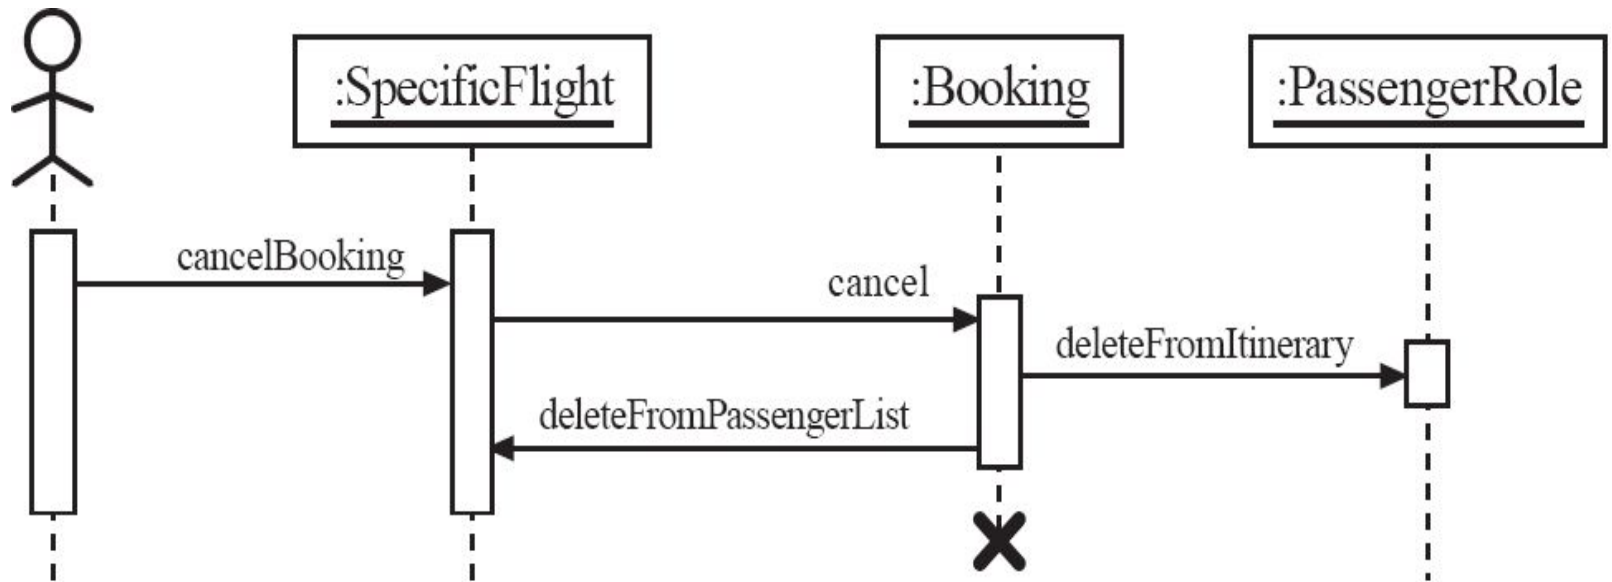 :SpecificFlight
:Booking
:PassengerRole
cancelBooking
cancel
deleteFromItinerary
deleteFromPassengerList